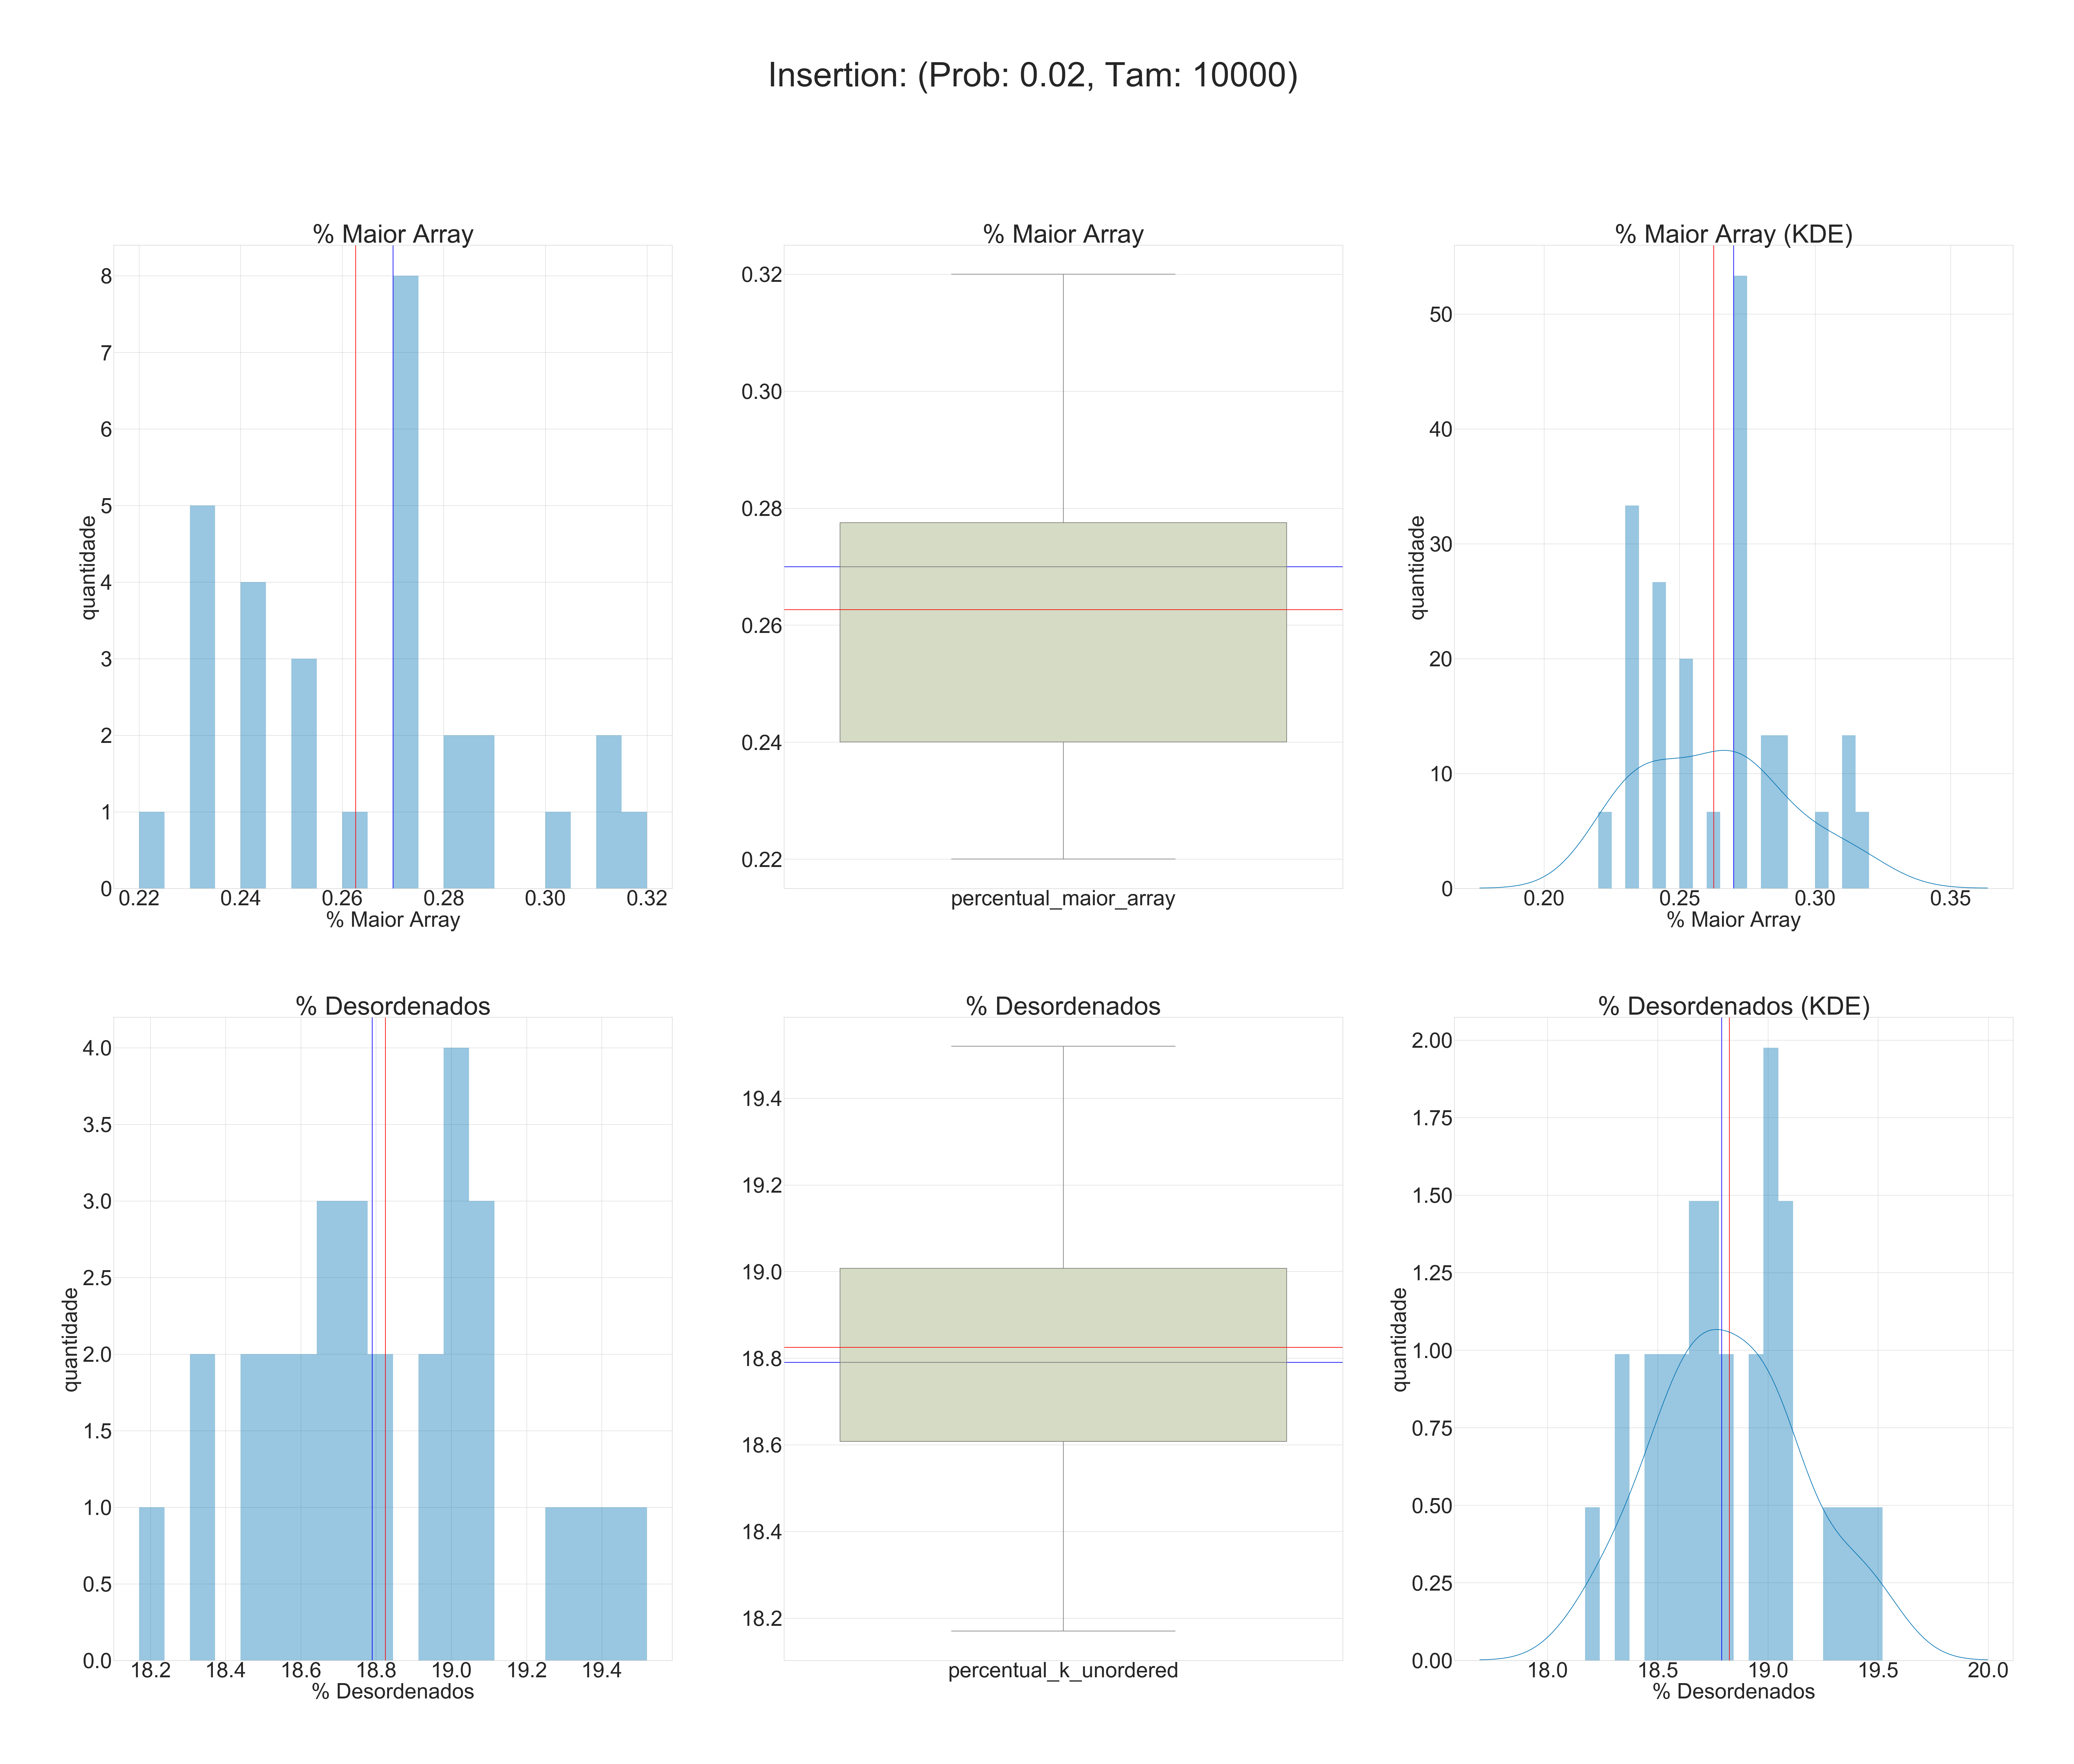 Insertion: (Prob: 0.02, Tam: 10000)
% Maior Array
quantidade
8
7
6
5
4
3
2
1
0
0.22 0.24 0.26 0.28 0.30 0.32
% Maior Array
% Maior Array
0.32
0.30
0.28
0.26
0.24
0.22
percentual_maior_array
% Maior Array (KDE)
quantidade
50
40
30
20
10
0
0.20 0.25 0.30 0.35
% Maior Array
% Desordenados
quantidade
4.0
3.5
3.0
2.5
2.0
1.5
1.0
0.5
0.0
18.2 18.4 18.6 18.8 19.0 19.2 19.4
% Desordenados
% Desordenados
19.4
19.2
19.0
18.8
18.6
18.4
18.2
percentual_k_unordered
% Desordenados (KDE)
quantidade
2.00
1.75
1.50
1.25
1.00
0.75
0.50
0.25
0.00
18.0 18.5 19.0 19.5 20.0
% Desordenados